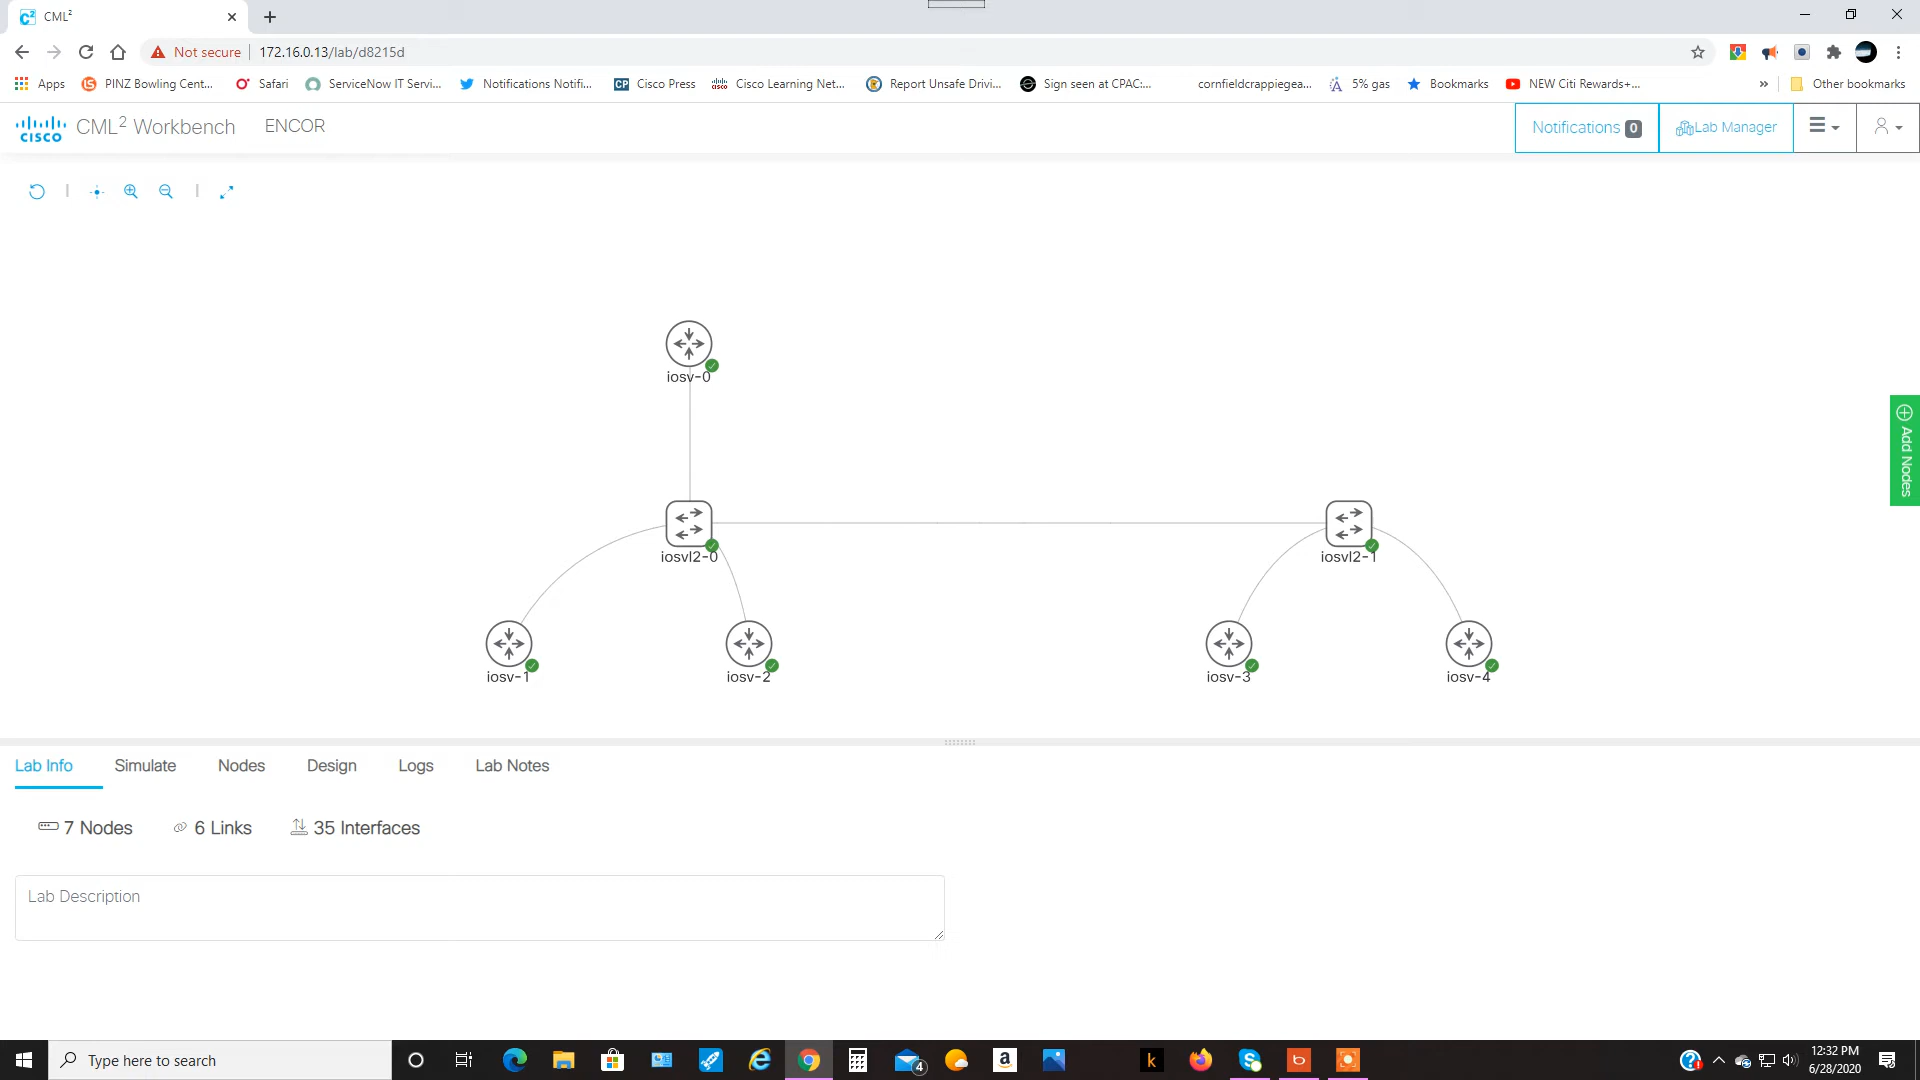 CML²
Not secure 172.16.0.13/lab/d8215d
Apps PINZ Bowling Cent... Safari ServiceNow IT Servi... Notifications Notifi... CP Cisco Press Cisco Learning Net... Report Unsafe Drivi... Sign seen at CPAC:... cornfieldcrappiegea... 5% gas Bookmarks NEW Citi Rewards+... » Other bookmarks
CISCO CML² Workbench ENCOR Notifications 0 Lab Manager
iosv-0
Add Nodes
iosvl2-0 iosvl2-1
iosv-1 iosv-2 iosv-3 iosv-4
Lab Info Simulate Nodes Design Logs Lab Notes
7 Nodes 6 Links 35 Interfaces
Lab Description
Type here to search 4 12:32 PM
6/28/2020